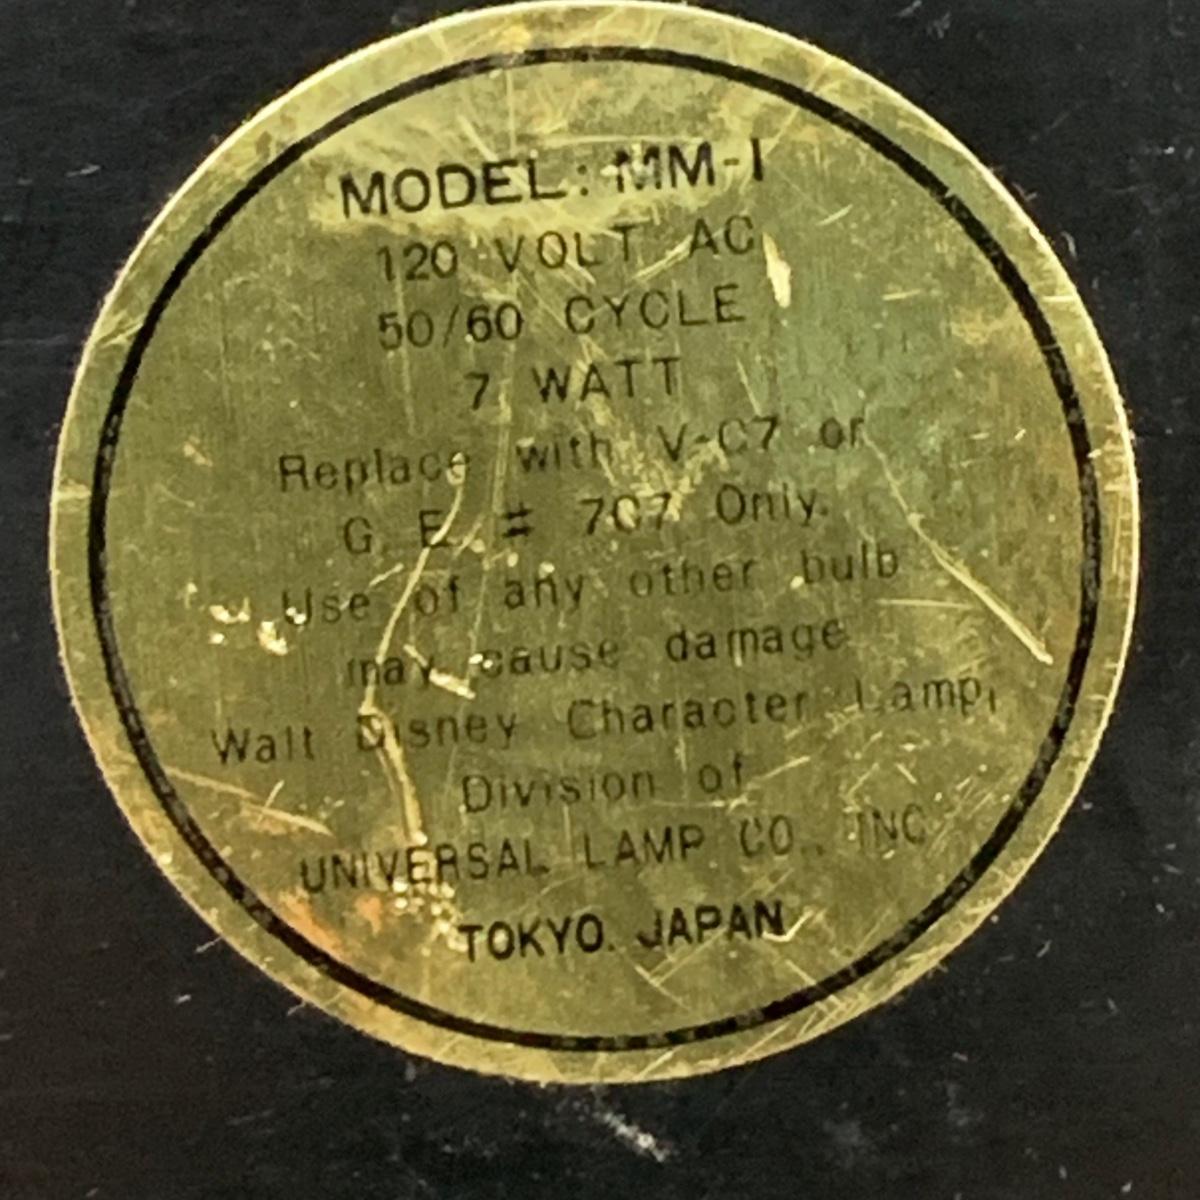 MODEL: MM-1
120 VOLT AC
50/60 CYCLE
7 WATT
Replace with V-C7 or
G. E. # 707 Only.
Use of any other bulb
may cause damage
Walt Disney Character Lamp,
Division of
UNIVERSAL LAMP CO., INC
TOKYO. JAPAN